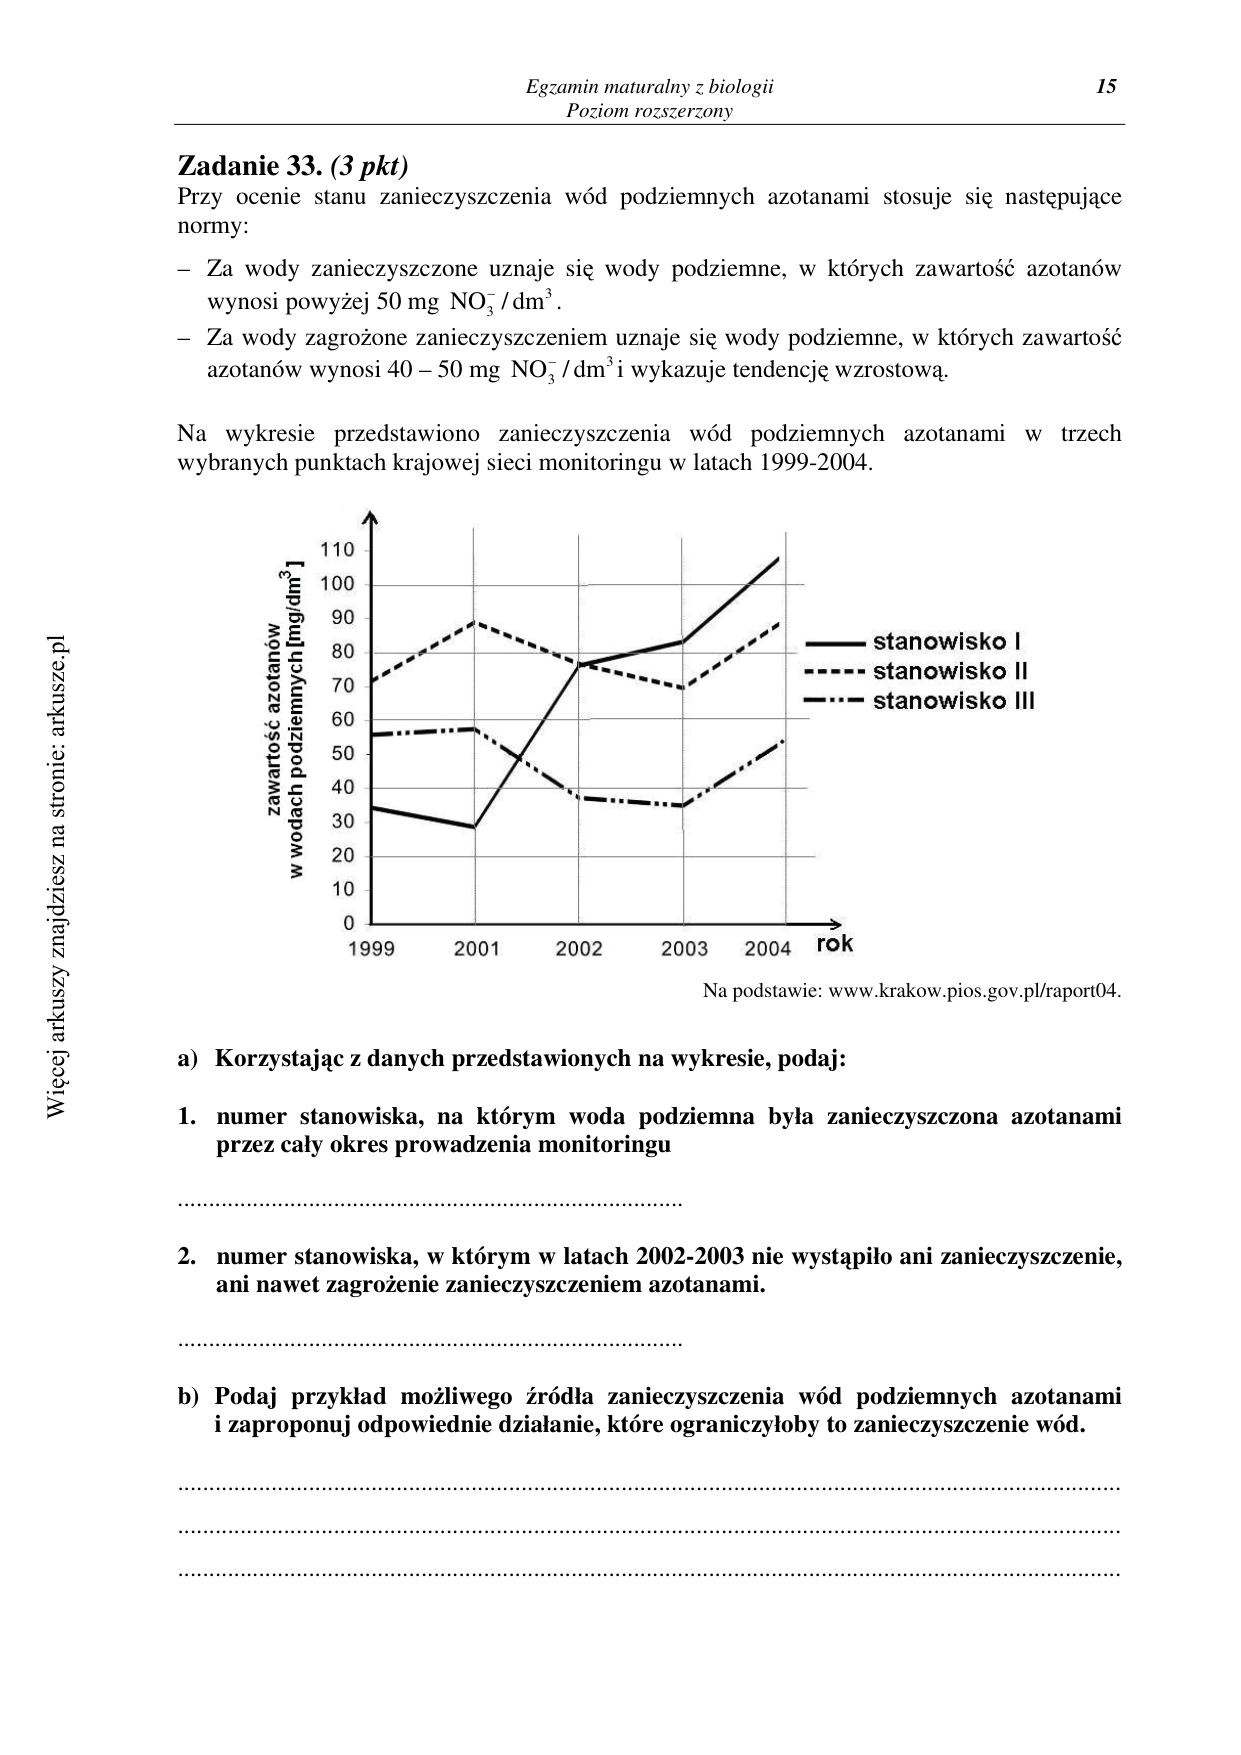 Egzamin maturalny z biologii
15
Poziom rozszerzony
Zadanie 33. (3 pkt)
Przy ocenie stanu zanieczyszczenia wód podziemnych azotanami stosuje się następujące
normy:
– Za wody zanieczyszczone uznaje się wody podziemne, w których zawartość azotanów
wynosi powyżej 50 mg NO₃⁻ / dm³ .
– Za wody zagrożone zanieczyszczeniem uznaje się wody podziemne, w których zawartość
azotanów wynosi 40 – 50 mg NO₃⁻ / dm³ i wykazuje tendencję wzrostową.
Na wykresie przedstawiono zanieczyszczenia wód podziemnych azotanami w trzech
wybranych punktach krajowej sieci monitoringu w latach 1999-2004.
zawartość azotanów
w wodach podziemnych [mg/dm³]
110
100
90
80
70
60
50
40
30
20
10
0
1999 2001 2002 2003 2004 rok
stanowisko I
stanowisko II
stanowisko III
Na podstawie: www.krakow.pios.gov.pl/raport04.
a) Korzystając z danych przedstawionych na wykresie, podaj:
1. numer stanowiska, na którym woda podziemna była zanieczyszczona azotanami
przez cały okres prowadzenia monitoringu
.................................................................................
2. numer stanowiska, w którym w latach 2002-2003 nie wystąpiło ani zanieczyszczenie,
ani nawet zagrożenie zanieczyszczeniem azotanami.
.................................................................................
b) Podaj przykład możliwego źródła zanieczyszczenia wód podziemnych azotanami
i zaproponuj odpowiednie działanie, które ograniczyłoby to zanieczyszczenie wód.
.......................................................................................................................................................
.......................................................................................................................................................
.......................................................................................................................................................
Więcej arkuszy znajdziesz na stronie: arkusze.pl